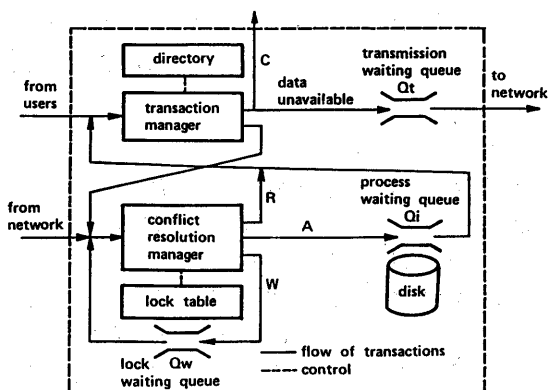 directory
C
transmission
waiting queue
Qt
to
network
from
users
transaction
manager
data
unavailable
process
waiting queue
Qi
R
from
network
conflict
resolution
manager
A
W
disk
lock table
Qw
lock
waiting queue
flow of transactions
control